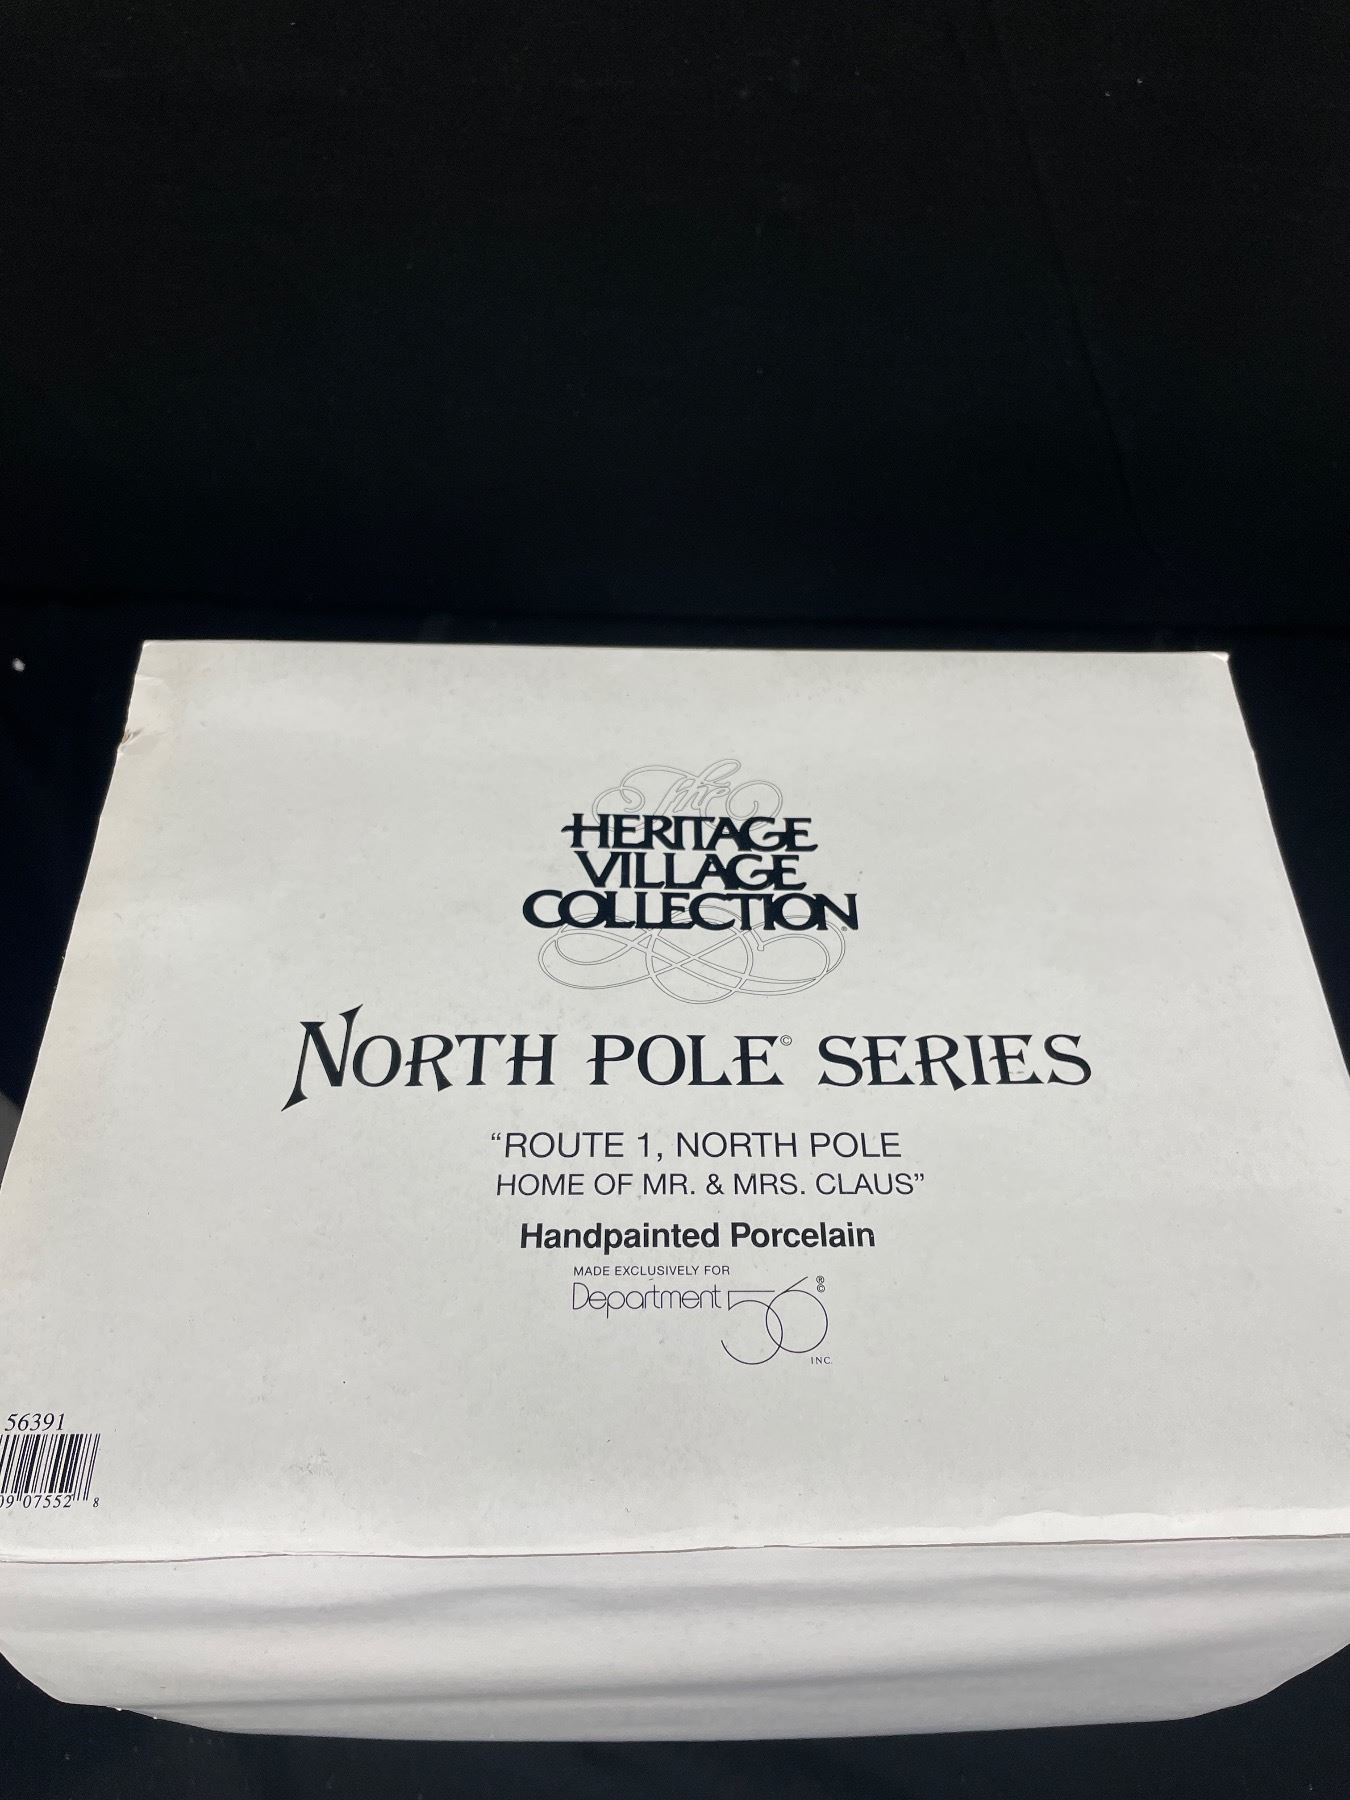 The
HERITAGE
VILLAGE
COLLECTION®
NORTH POLE© SERIES
“ROUTE 1, NORTH POLE
HOME OF MR. & MRS. CLAUS”
Handpainted Porcelain
MADE EXCLUSIVELY FOR
Department 56®©
INC.
56391
09 07552 8